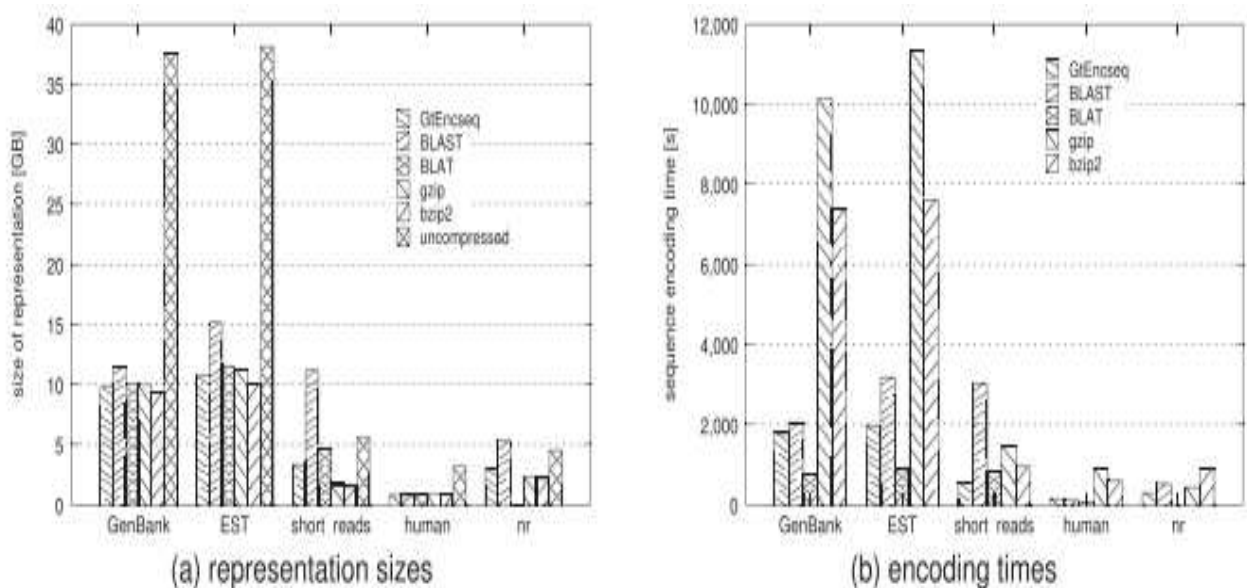 size of representation [GB]
40
35
30
25
20
15
10
5
0
GtEncseq
BLAST
BLAT
gzip
bzip2
uncompressed
GenBank
EST
short reads
human
nr
(a) representation sizes
sequence encoding time [s]
12,000
10,000
8,000
6,000
4,000
2,000
0
GtEncseq
BLAST
BLAT
gzip
bzip2
GenBank
EST
short reads
human
nr
(b) encoding times